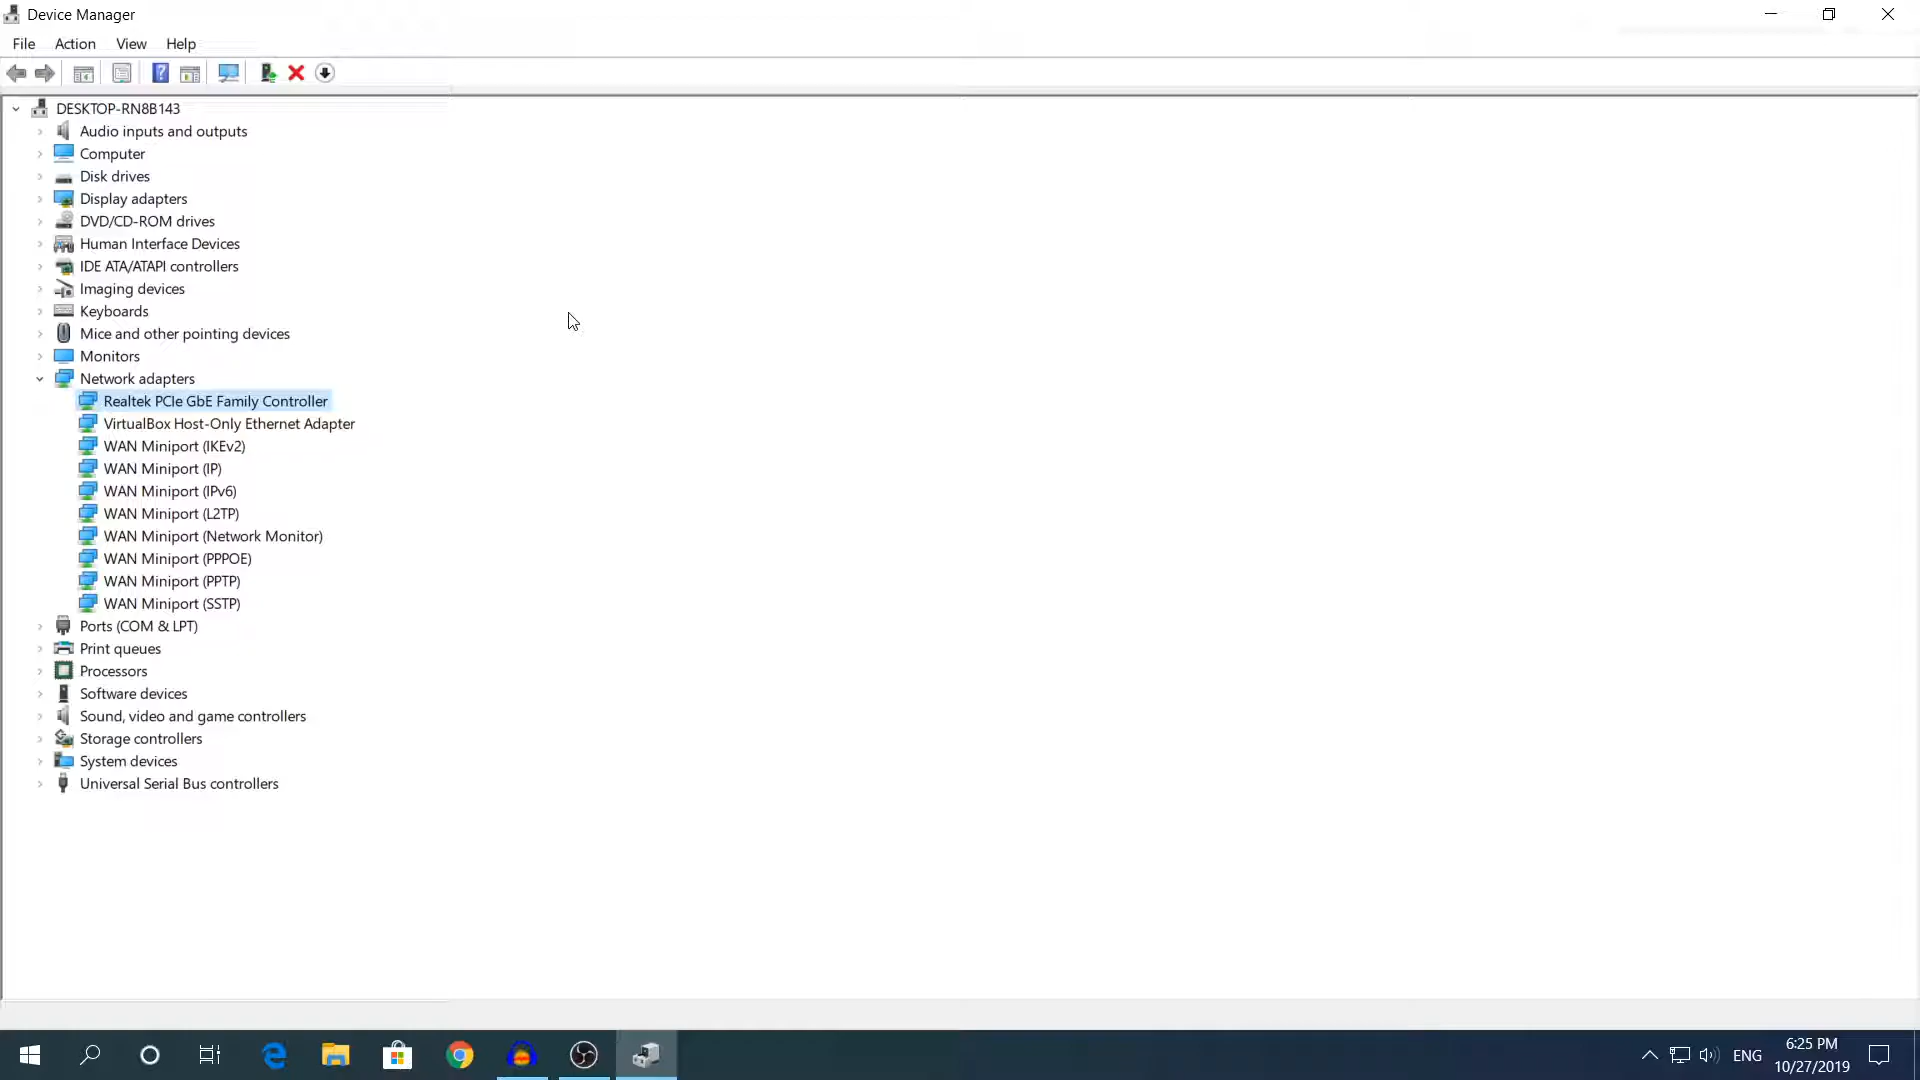 Device Manager
File Action View Help
DESKTOP-RN8B143
Audio inputs and outputs
Computer
Disk drives
Display adapters
DVD/CD-ROM drives
Human Interface Devices
IDE ATA/ATAPI controllers
Imaging devices
Keyboards
Mice and other pointing devices
Monitors
Network adapters
Realtek PCIe GbE Family Controller
VirtualBox Host-Only Ethernet Adapter
WAN Miniport (IKEv2)
WAN Miniport (IP)
WAN Miniport (IPv6)
WAN Miniport (L2TP)
WAN Miniport (Network Monitor)
WAN Miniport (PPPOE)
WAN Miniport (PPTP)
WAN Miniport (SSTP)
Ports (COM & LPT)
Print queues
Processors
Software devices
Sound, video and game controllers
Storage controllers
System devices
Universal Serial Bus controllers
ENG
6:25 PM
10/27/2019